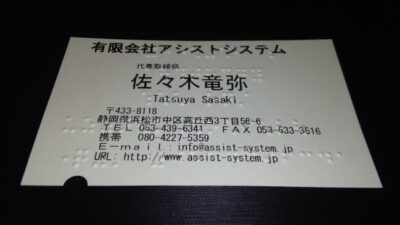 有限会社アシストシステム
代表取締役
佐々木竜弥
Tatsuya Sasaki
〒433-8118
静岡県浜松市中区高丘西3丁目56-6
TEL 053-439-6341 FAX 053-533-3516
携帯 080-4227-5359
E-mail:info@assist-system.jp
URL:http://www.assist-system.jp